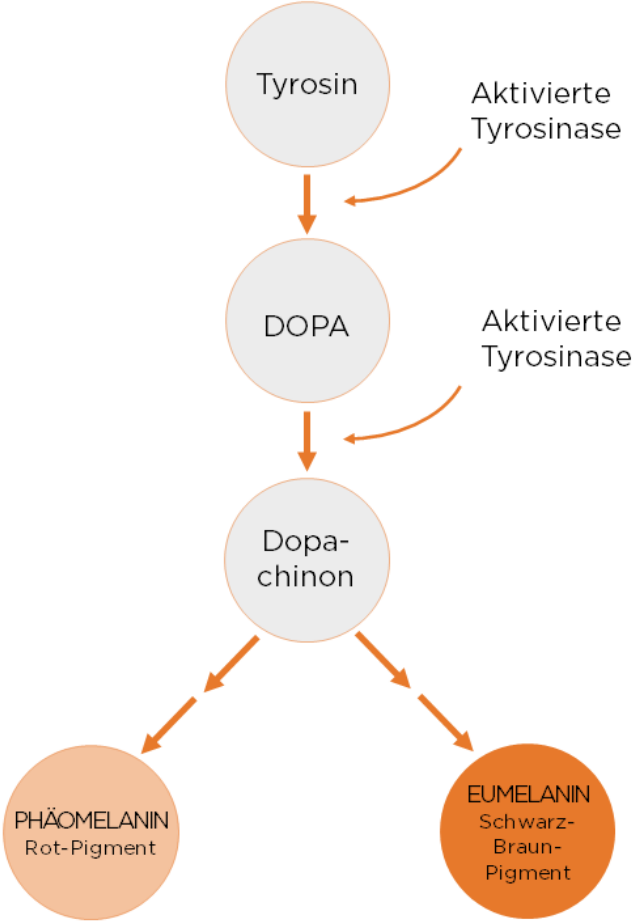 Tyrosin
Aktivierte
Tyrosinase
DOPA
Aktivierte
Tyrosinase
Dopa-
chinon
PHÄOMELANIN
Rot-Pigment
EUMELANIN
Schwarz-
Braun-
Pigment